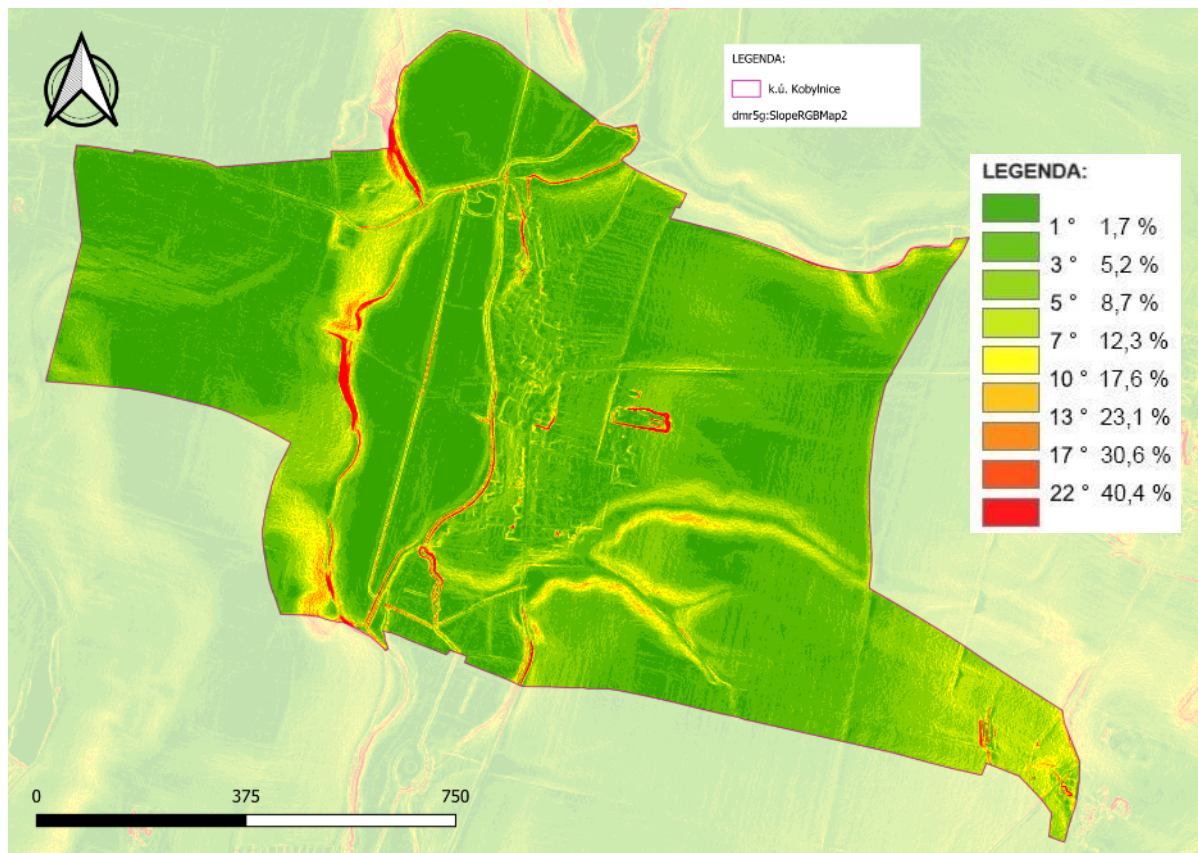 LEGENDA:
k.ú. Kobylnice
dmr5g:SlopeRGBMap2
LEGENDA:
1 ° 1,7 %
3 ° 5,2 %
5 ° 8,7 %
7 ° 12,3 %
10 ° 17,6 %
13 ° 23,1 %
17 ° 30,6 %
22 ° 40,4 %
0 375 750